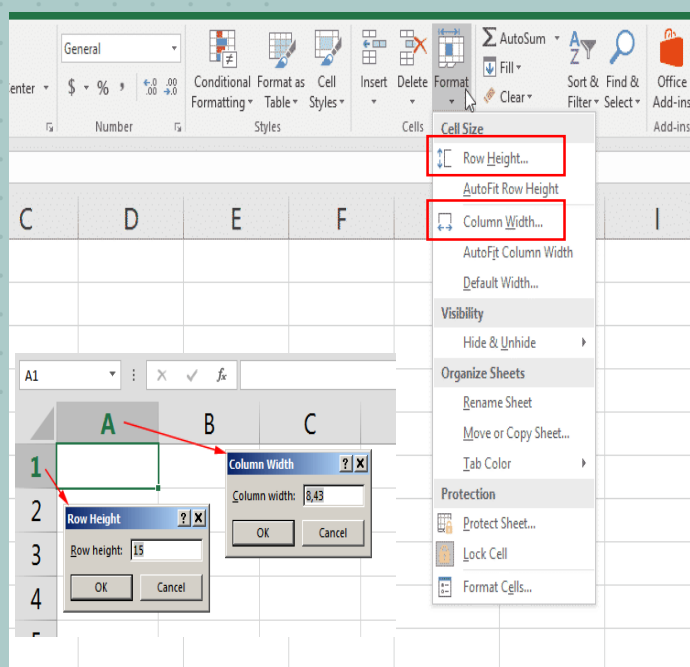 General
AutoSum
Fill
Clear
enter
$ % ,
←.0 .00
.00 →.0
Conditional Formatting
Format as Table
Cell Styles
Insert
Delete
Format
Sort & Filter
Find & Select
Office Add-ins
Number
Styles
Cells
Add-ins
Cell Size
Row Height...
AutoFit Row Height
Column Width...
AutoFit Column Width
Default Width...
Visibility
Hide & Unhide
Organize Sheets
Rename Sheet
Move or Copy Sheet...
Tab Color
Protection
Protect Sheet...
Lock Cell
Format Cells...
C D E F I
A1
fx
A B C
1
2
3
4
Column Width
Column width: 8,43
OK Cancel
Row Height
Row height: 15
OK Cancel